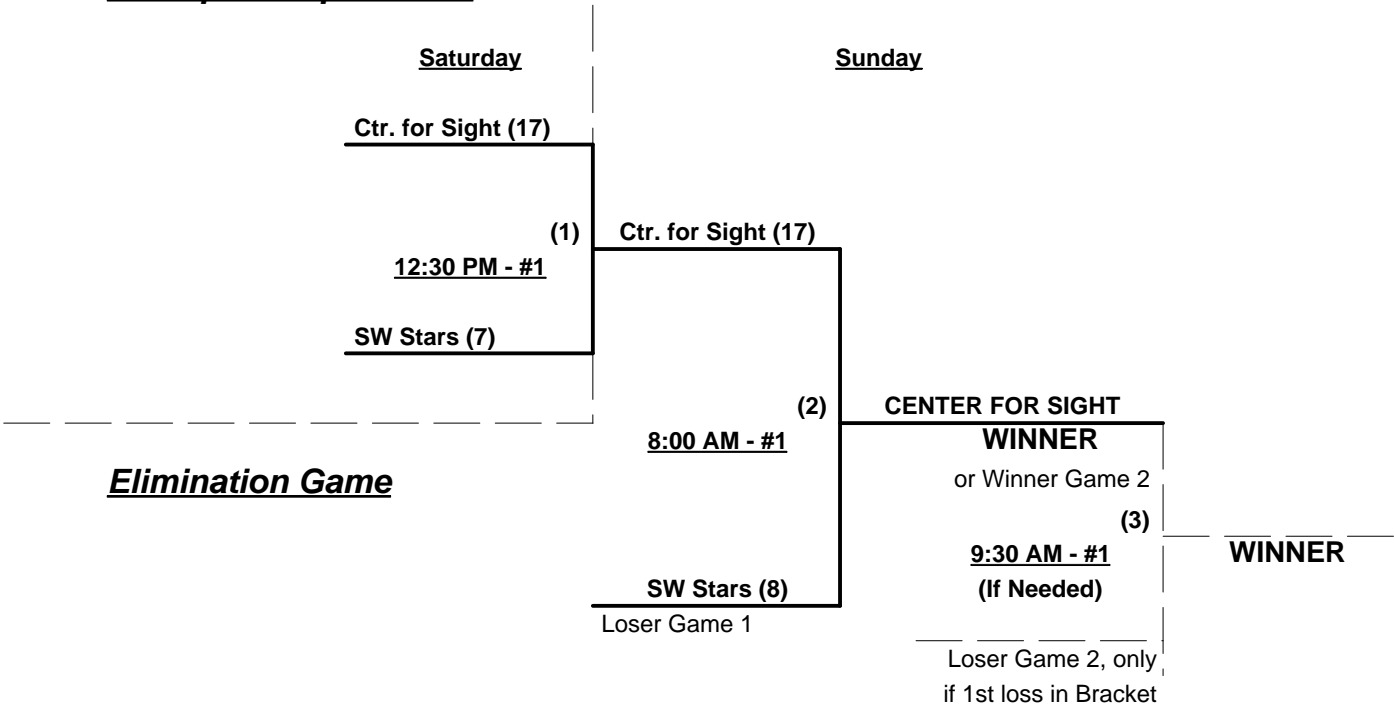 Saturday
Sunday
Ctr. for Sight (17)
(1)
Ctr. for Sight (17)
12:30 PM - #1
SW Stars (7)
(2)
CENTER FOR SIGHT
8:00 AM - #1
WINNER
Elimination Game
or Winner Game 2
(3)
9:30 AM - #1
WINNER
SW Stars (8)
(If Needed)
Loser Game 1
Loser Game 2, only
if 1st loss in Bracket